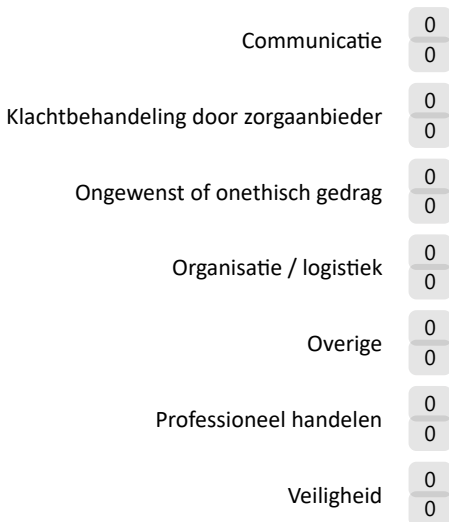 Communicatie
0
0
Klachtbehandeling door zorgaanbieder
0
0
Ongewenst of onethisch gedrag
0
0
Organisatie / logistiek
0
0
Overige
0
0
Professioneel handelen
0
0
Veiligheid
0
0